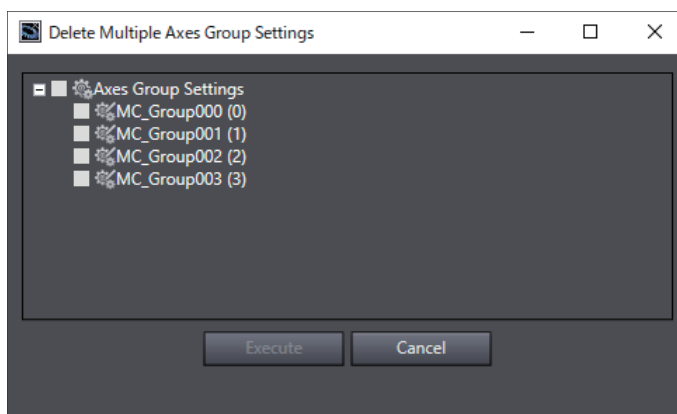 Delete Multiple Axes Group Settings
Axes Group Settings
MC_Group000 (0)
MC_Group001 (1)
MC_Group002 (2)
MC_Group003 (3)
Execute Cancel